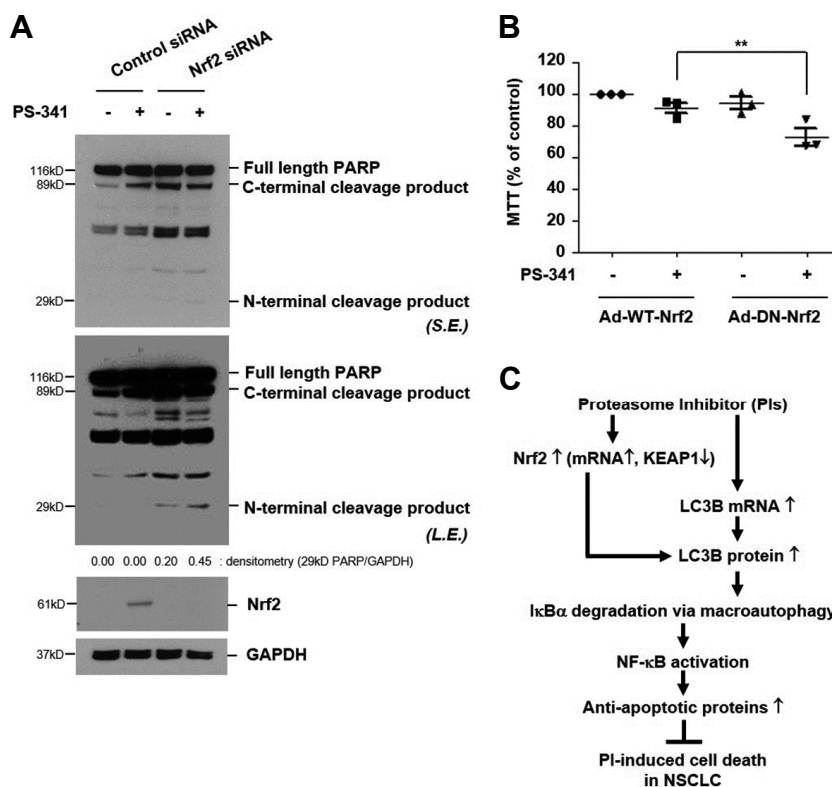 A
Control siRNA
Nrf2 siRNA
PS-341 - + - +
116kD
Full length PARP
89kD
C-terminal cleavage product
29kD
N-terminal cleavage product
(S.E.)
116kD
Full length PARP
89kD
C-terminal cleavage product
29kD
N-terminal cleavage product
(L.E.)
0.00 0.00 0.20 0.45 : densitometry (29kD PARP/GAPDH)
61kD
Nrf2
37kD
GAPDH
B
**
MTT (% of control)
120
100
80
60
40
20
0
PS-341 - + - +
Ad-WT-Nrf2 Ad-DN-Nrf2
C
Proteasome Inhibitor (PIs)
Nrf2 ↑ (mRNA↑, KEAP1↓)
LC3B mRNA ↑
LC3B protein ↑
IκBα degradation via macroautophagy
NF-κB activation
Anti-apoptotic proteins ↑
PI-induced cell death
in NSCLC